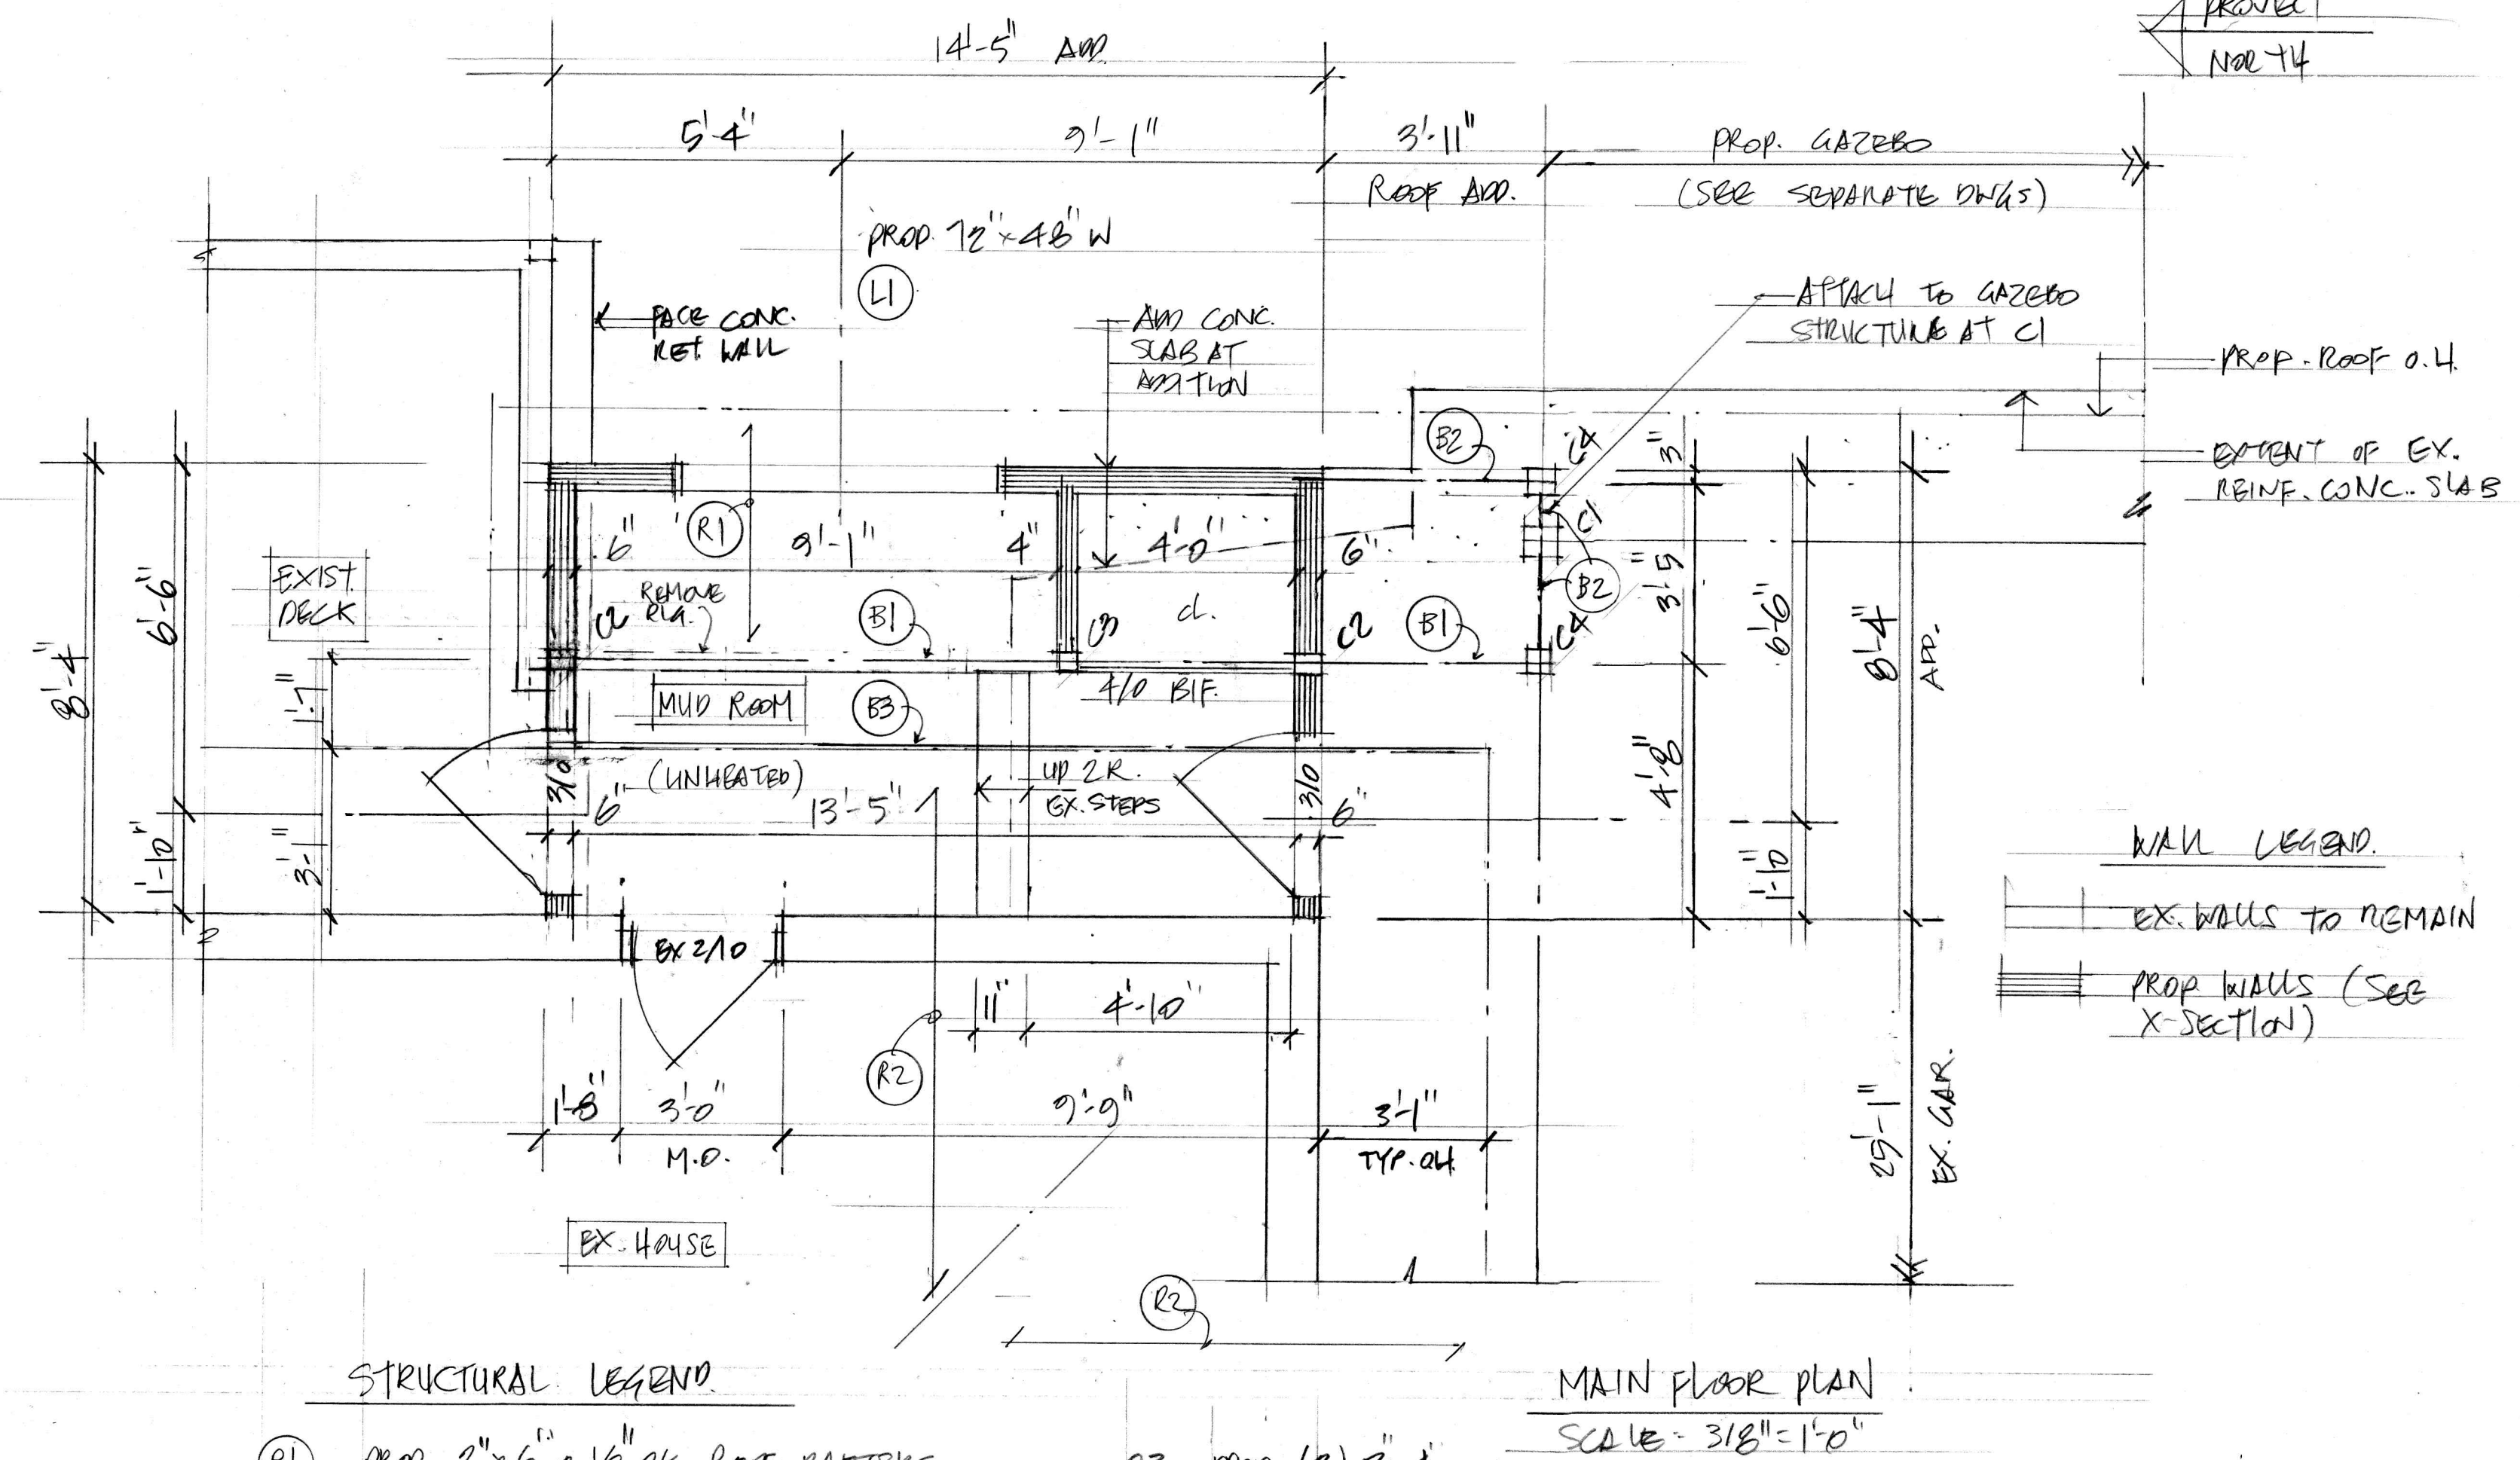 PROJECT
NORTH
14'-5" ADD.
5'-4"
9'-1"
3'-11"
ROOF ADD.
PROP. GAZEBO
(SEE SEPARATE DWGS)
PROP. 72"x48" W
L1
FACE CONC.
RET. WALL
ADD CONC.
SLAB AT
ADDITION
ATTACH TO GAZEBO
STRUCTURE AT C1
PROP. ROOF O.H.
EXTENT OF EX.
REINF. CONC. SLAB
B2
C4
3"
R1
6"
9'-1"
4"
4'-0"
6"
C1
B2
3'-5"
EXIST.
DECK
REMOVE
RLG.
C2
B1
C3
cl.
C2
B1
C4
6'-6"
8'-4"
6'-6"
8'-4"
ADD.
1'-7"
MUD ROOM
B3
4/0 BIF.
(UNHEATED)
3/0
6"
13'-5"
UP 2R.
EX. STEPS
3/0
6"
4'-8"
1'-10"
3'-1"
1'-10"
WALL LEGEND.
EX. WALLS TO REMAIN
PROP WALLS (SEE
X-SECTION)
EX 2/10
11"
4'-10"
R2
1'-8"
3'-0"
M.O.
9'-9"
3'-1"
TYP. O.H.
25'-1"
EX. GAR.
EX. HOUSE
R2
STRUCTURAL LEGEND.
MAIN FLOOR PLAN
SCALE - 3/8"=1'-0"
R1